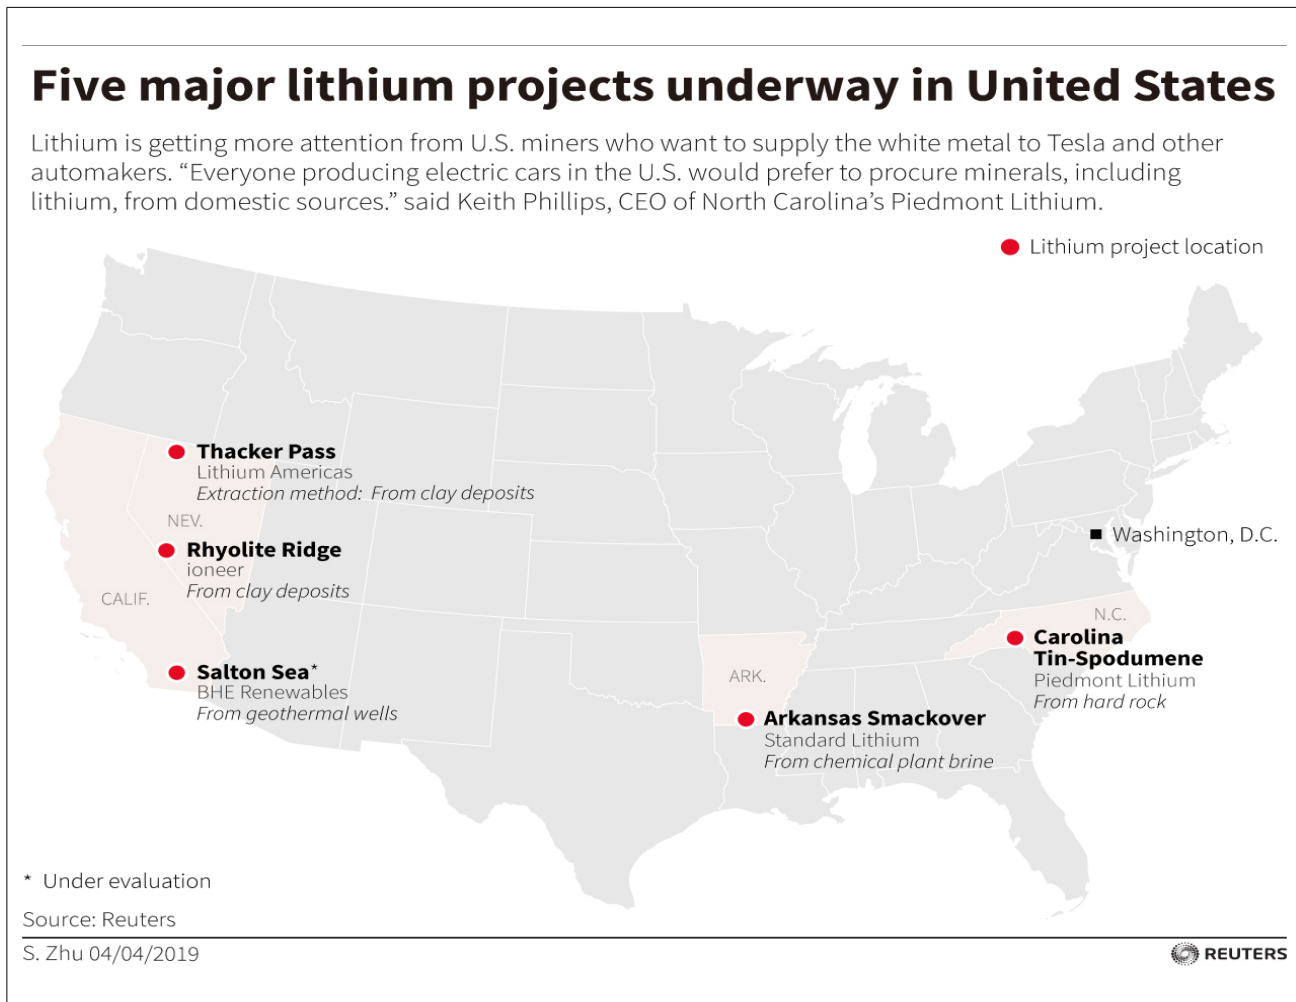 Five major lithium projects underway in United States
Lithium is getting more attention from U.S. miners who want to supply the white metal to Tesla and other
automakers. “Everyone producing electric cars in the U.S. would prefer to procure minerals, including
lithium, from domestic sources.” said Keith Phillips, CEO of North Carolina’s Piedmont Lithium.
Lithium project location
Thacker Pass
Lithium Americas
Extraction method: From clay deposits
NEV.
Rhyolite Ridge
ioneer
From clay deposits
CALIF.
Salton Sea*
BHE Renewables
From geothermal wells
Washington, D.C.
N.C.
Carolina
Tin-Spodumene
Piedmont Lithium
From hard rock
ARK.
Arkansas Smackover
Standard Lithium
From chemical plant brine
* Under evaluation
Source: Reuters
S. Zhu 04/04/2019
REUTERS